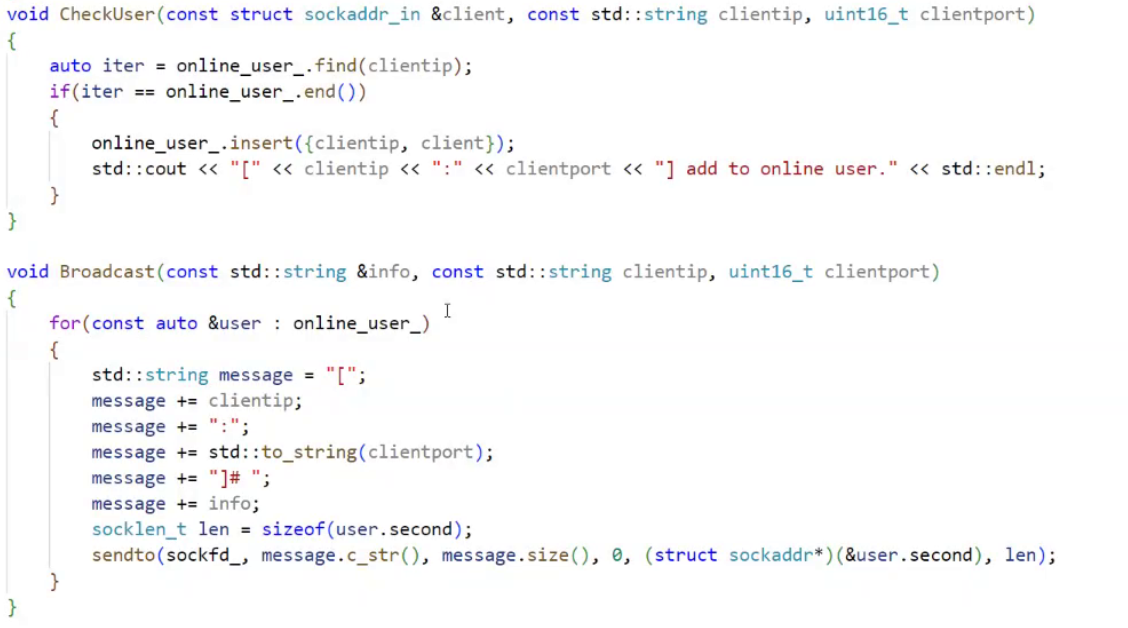 void CheckUser(const struct sockaddr_in &client, const std::string clientip, uint16_t clientport)
{
    auto iter = online_user_.find(clientip);
    if(iter == online_user_.end())
    {
        online_user_.insert({clientip, client});
        std::cout << "[" << clientip << ":" << clientport << "] add to online user." << std::endl;
    }
}

void Broadcast(const std::string &info, const std::string clientip, uint16_t clientport)
{
    for(const auto &user : online_user_)
    {
        std::string message = "[";
        message += clientip;
        message += ":";
        message += std::to_string(clientport);
        message += "]# ";
        message += info;
        socklen_t len = sizeof(user.second);
        sendto(sockfd_, message.c_str(), message.size(), 0, (struct sockaddr*)(&user.second), len);
    }
}